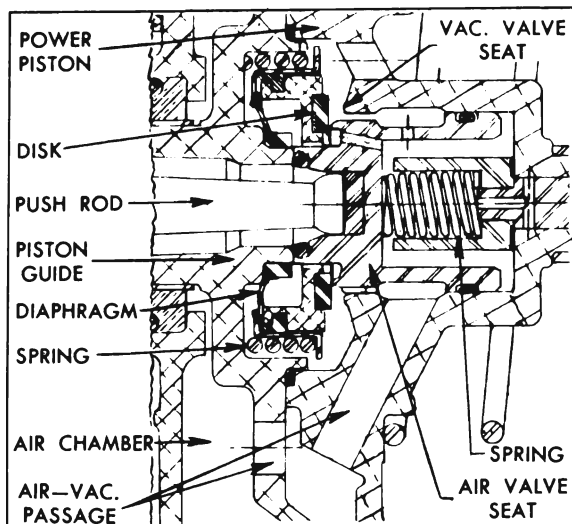 POWER
PISTON
DISK
PUSH ROD
PISTON
GUIDE
DIAPHRAGM
SPRING
AIR CHAMBER
AIR—VAC.
PASSAGE
VAC. VALVE
SEAT
SPRING
AIR VALVE
SEAT